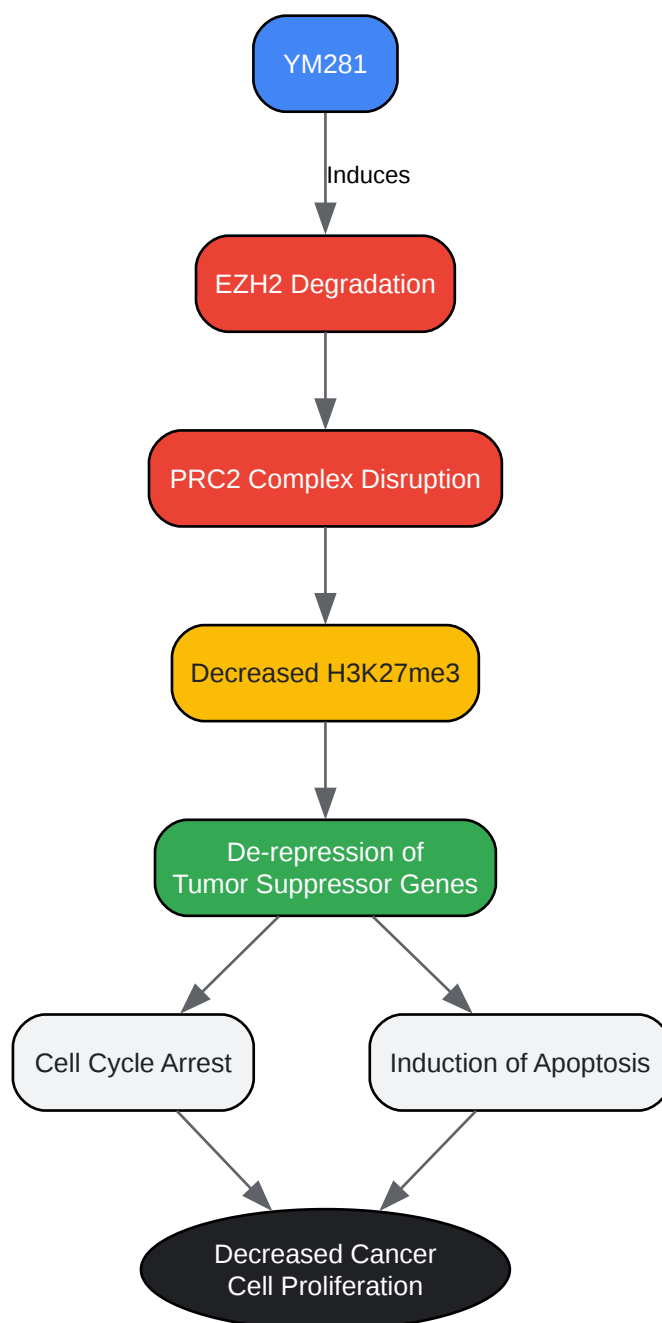 YM281
Induces
EZH2 Degradation
PRC2 Complex Disruption
Decreased H3K27me3
De-repression of
Tumor Suppressor Genes
Cell Cycle Arrest
Induction of Apoptosis
Decreased Cancer
Cell Proliferation